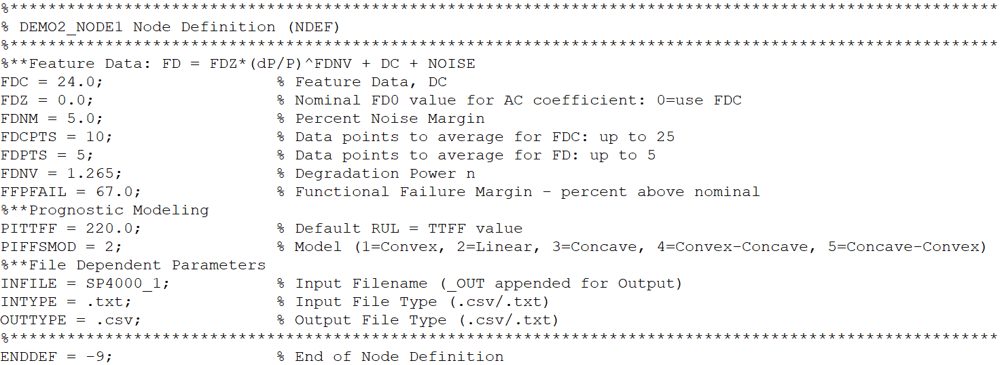 %********************************************************************************************************
% DEMO2_NODE1 Node Definition (NDEF)
%********************************************************************************************************
%**Feature Data: FD = FDZ*(dP/P)^FDNV + DC + NOISE
FDC = 24.0; % Feature Data, DC
FDZ = 0.0; % Nominal FD0 value for AC coefficient: 0=use FDC
FDNM = 5.0; % Percent Noise Margin
FDCPTS = 10; % Data points to average for FDC: up to 25
FDPTS = 5; % Data points to average for FD: up to 5
FDNV = 1.265; % Degradation Power n
FFPFAIL = 67.0; % Functional Failure Margin - percent above nominal
%**Prognostic Modeling
PITTFF = 220.0; % Default RUL = TTFF value
PIFFSMOD = 2; % Model (1=Convex, 2=Linear, 3=Concave, 4=Convex-Concave, 5=Concave-Convex)
%**File Dependent Parameters
INFILE = SP4000_1; % Input Filename (_OUT appended for Output)
INTYPE = .txt; % Input File Type (.csv/.txt)
OUTTYPE = .csv; % Output File Type (.csv/.txt)
%********************************************************************************************************
ENDDEF = -9; % End of Node Definition